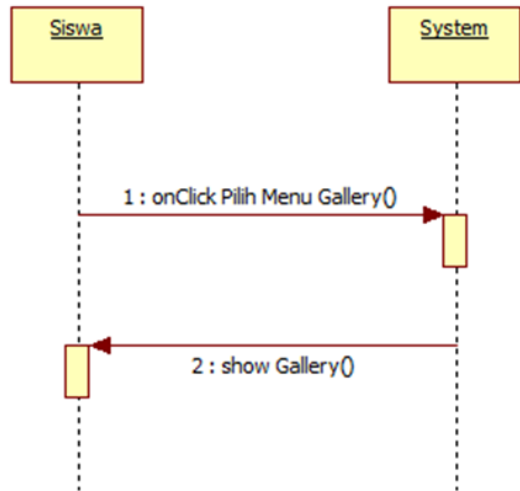 Siswa
System
1 : onClick Pilih Menu Gallery()
2 : show Gallery()